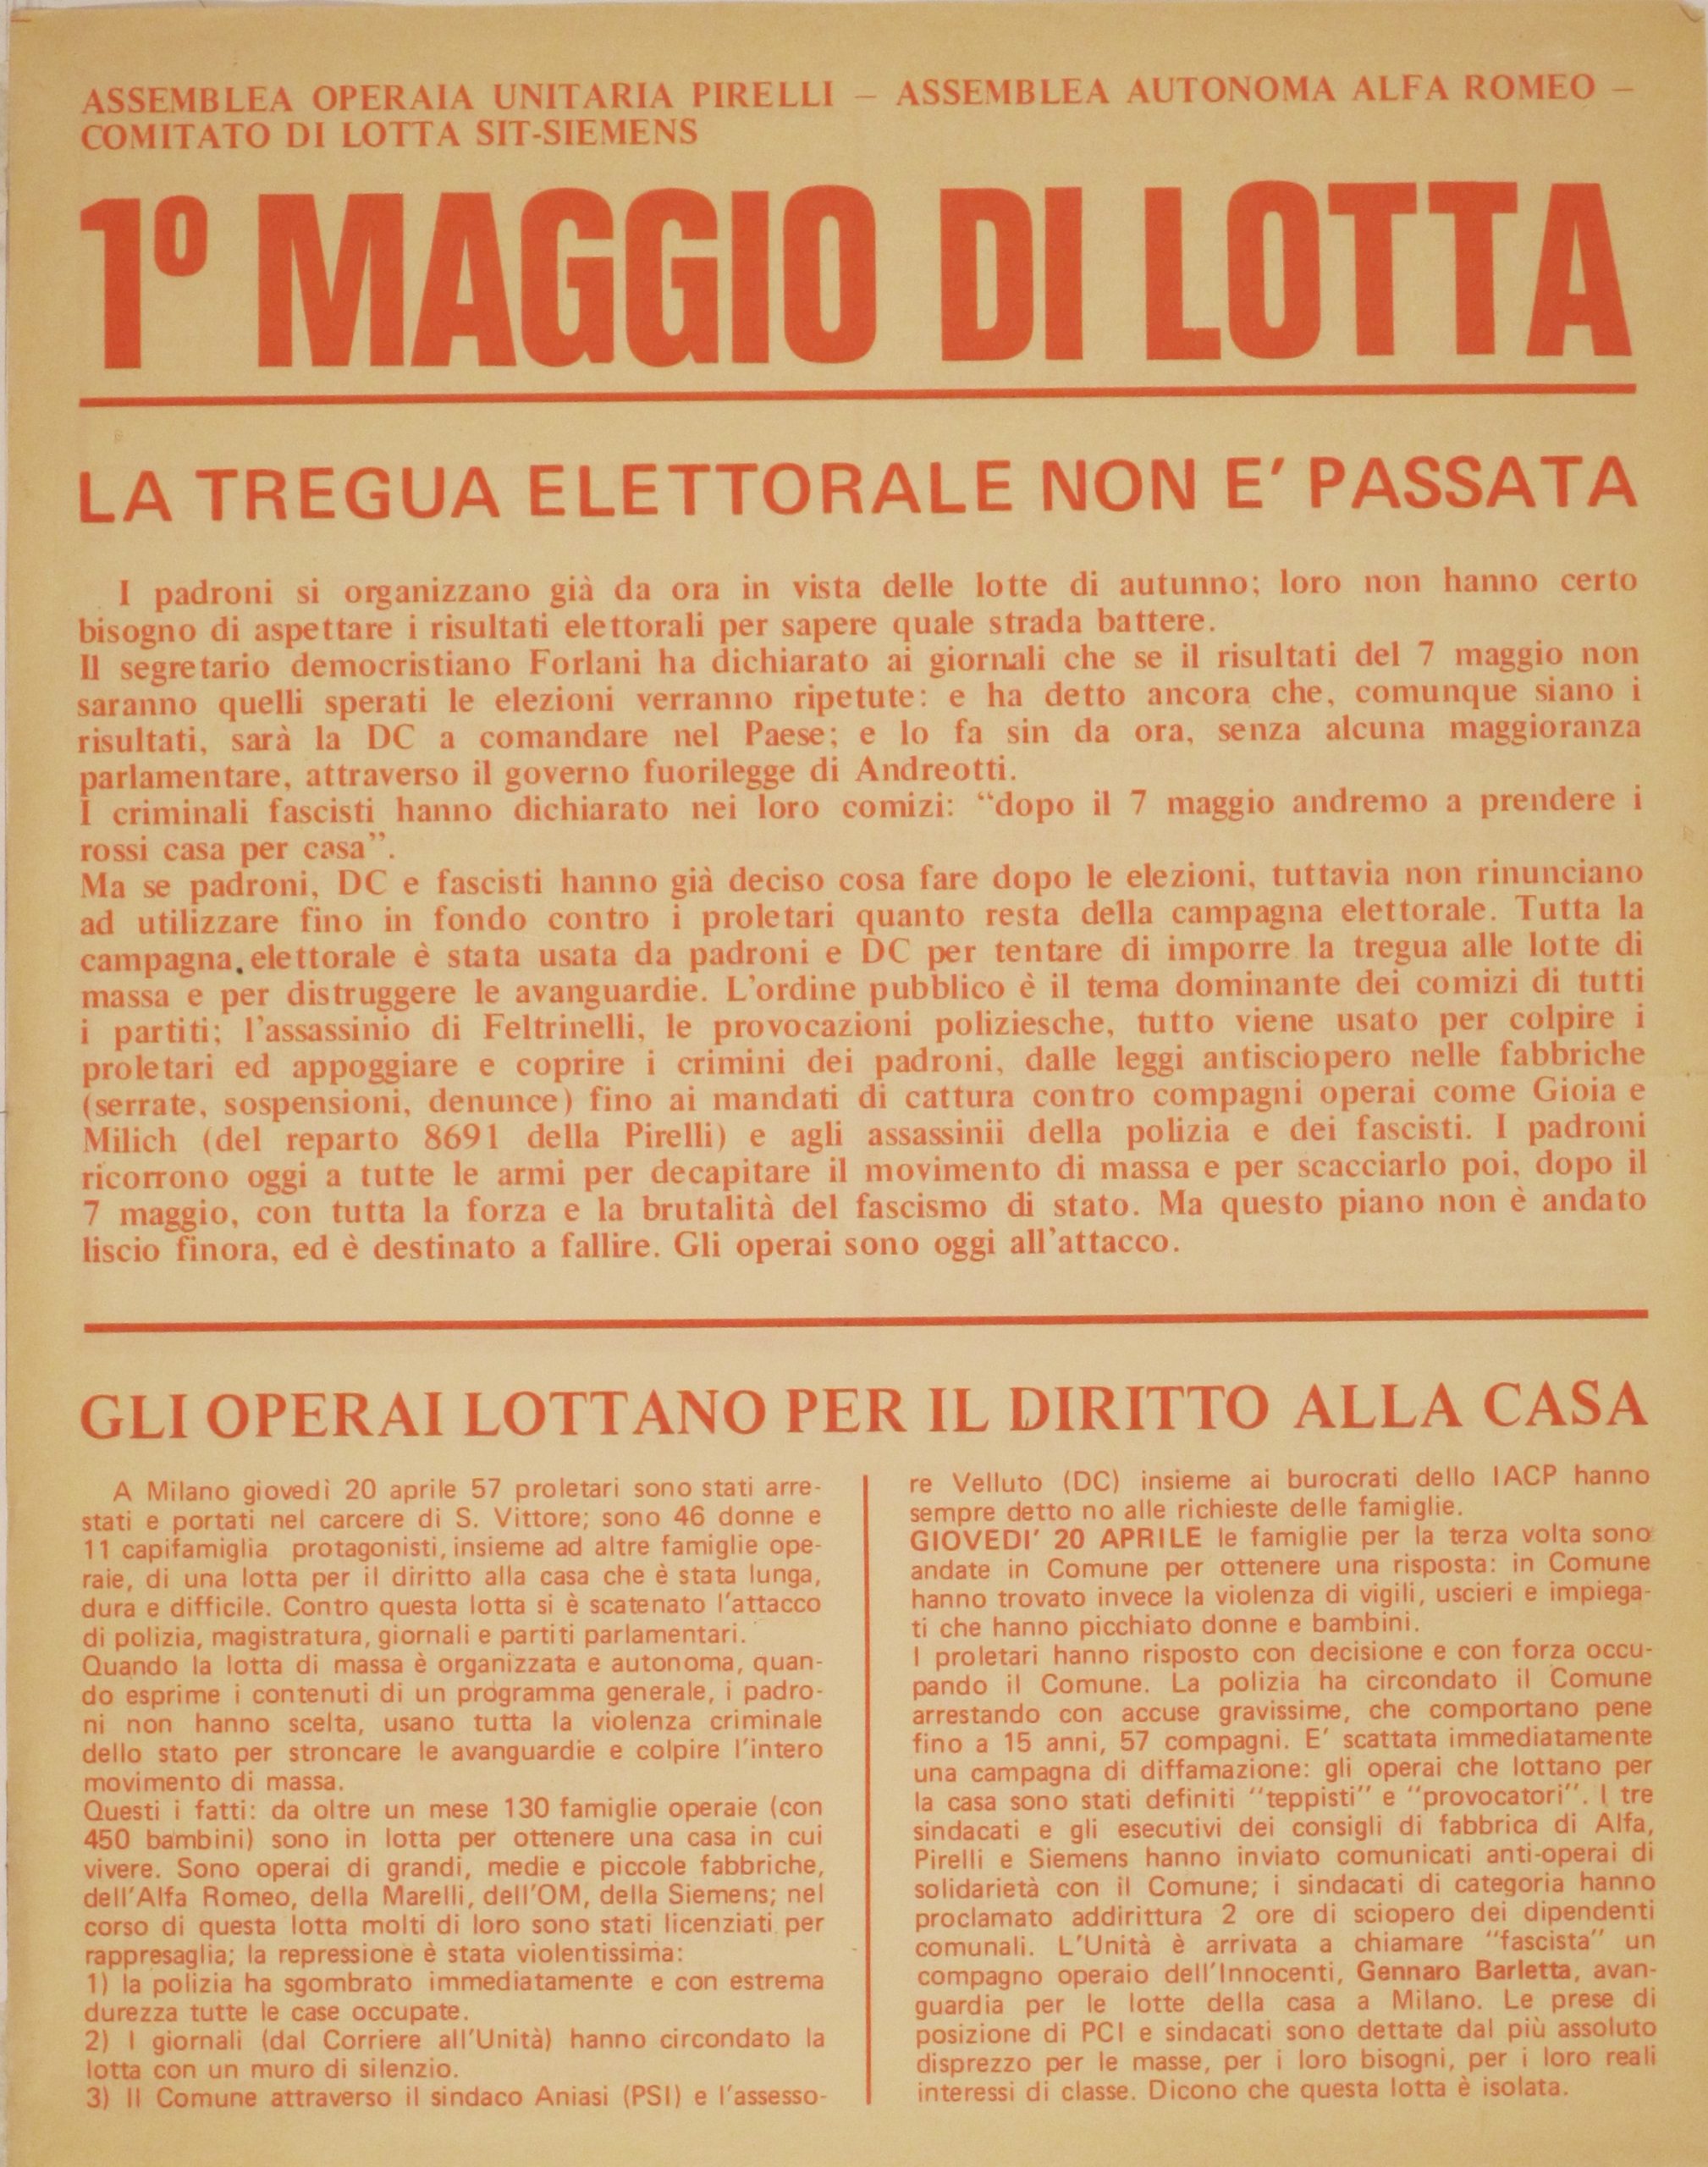 ASSEMBLEA OPERAIA UNITARIA PIRELLI – ASSEMBLEA AUTONOMA ALFA ROMEO –
COMITATO DI LOTTA SIT-SIEMENS
1º MAGGIO DI LOTTA
LA TREGUA ELETTORALE NON E' PASSATA
I padroni si organizzano già da ora in vista delle lotte di autunno; loro non hanno certo
bisogno di aspettare i risultati elettorali per sapere quale strada battere.
Il segretario democristiano Forlani ha dichiarato ai giornali che se il risultati del 7 maggio non
saranno quelli sperati le elezioni verranno ripetute: e ha detto ancora che, comunque siano i
risultati, sarà la DC a comandare nel Paese; e lo fa sin da ora, senza alcuna maggioranza
parlamentare, attraverso il governo fuorilegge di Andreotti.
I criminali fascisti hanno dichiarato nei loro comizi: “dopo il 7 maggio andremo a prendere i
rossi casa per casa”.
Ma se padroni, DC e fascisti hanno già deciso cosa fare dopo le elezioni, tuttavia non rinunciano
ad utilizzare fino in fondo contro i proletari quanto resta della campagna elettorale. Tutta la
campagna elettorale è stata usata da padroni e DC per tentare di imporre la tregua alle lotte di
massa e per distruggere le avanguardie. L'ordine pubblico è il tema dominante dei comizi di tutti
i partiti; l'assassinio di Feltrinelli, le provocazioni poliziesche, tutto viene usato per colpire i
proletari ed appoggiare e coprire i crimini dei padroni, dalle leggi antisciopero nelle fabbriche
(serrate, sospensioni, denunce) fino ai mandati di cattura contro compagni operai come Gioia e
Milich (del reparto 8691 della Pirelli) e agli assassinii della polizia e dei fascisti. I padroni
ricorrono oggi a tutte le armi per decapitare il movimento di massa e per scacciarlo poi, dopo il
7 maggio, con tutta la forza e la brutalità del fascismo di stato. Ma questo piano non è andato
liscio finora, ed è destinato a fallire. Gli operai sono oggi all'attacco.
GLI OPERAI LOTTANO PER IL DIRITTO ALLA CASA
A Milano giovedì 20 aprile 57 proletari sono stati arre-
stati e portati nel carcere di S. Vittore; sono 46 donne e
11 capifamiglia protagonisti, insieme ad altre famiglie ope-
raie, di una lotta per il diritto alla casa che è stata lunga,
dura e difficile. Contro questa lotta si è scatenato l'attacco
di polizia, magistratura, giornali e partiti parlamentari.
Quando la lotta di massa è organizzata e autonoma, quan-
do esprime i contenuti di un programma generale, i padro-
ni non hanno scelta, usano tutta la violenza criminale
dello stato per stroncare le avanguardie e colpire l'intero
movimento di massa.
Questi i fatti: da oltre un mese 130 famiglie operaie (con
450 bambini) sono in lotta per ottenere una casa in cui
vivere. Sono operai di grandi, medie e piccole fabbriche,
dell'Alfa Romeo, della Marelli, dell'OM, della Siemens; nel
corso di questa lotta molti di loro sono stati licenziati per
rappresaglia; la repressione è stata violentissima:
1) la polizia ha sgombrato immediatamente e con estrema
durezza tutte le case occupate.
2) I giornali (dal Corriere all'Unità) hanno circondato la
lotta con un muro di silenzio.
3) Il Comune attraverso il sindaco Aniasi (PSI) e l'assesso-
re Velluto (DC) insieme ai burocrati dello IACP hanno
sempre detto no alle richieste delle famiglie.
GIOVEDI' 20 APRILE le famiglie per la terza volta sono
andate in Comune per ottenere una risposta: in Comune
hanno trovato invece la violenza di vigili, uscieri e impiega-
ti che hanno picchiato donne e bambini.
I proletari hanno risposto con decisione e con forza occu-
pando il Comune. La polizia ha circondato il Comune
arrestando con accuse gravissime, che comportano pene
fino a 15 anni, 57 compagni. E' scattata immediatamente
una campagna di diffamazione: gli operai che lottano per
la casa sono stati definiti “teppisti” e “provocatori”. I tre
sindacati e gli esecutivi dei consigli di fabbrica di Alfa,
Pirelli e Siemens hanno inviato comunicati anti-operai di
solidarietà con il Comune; i sindacati di categoria hanno
proclamato addirittura 2 ore di sciopero dei dipendenti
comunali. L'Unità è arrivata a chiamare “fascista” un
compagno operaio dell'Innocenti, Gennaro Barletta, avan-
guardia per le lotte della casa a Milano. Le prese di
posizione di PCI e sindacati sono dettate dal più assoluto
disprezzo per le masse, per i loro bisogni, per i loro reali
interessi di classe. Dicono che questa lotta è isolata.